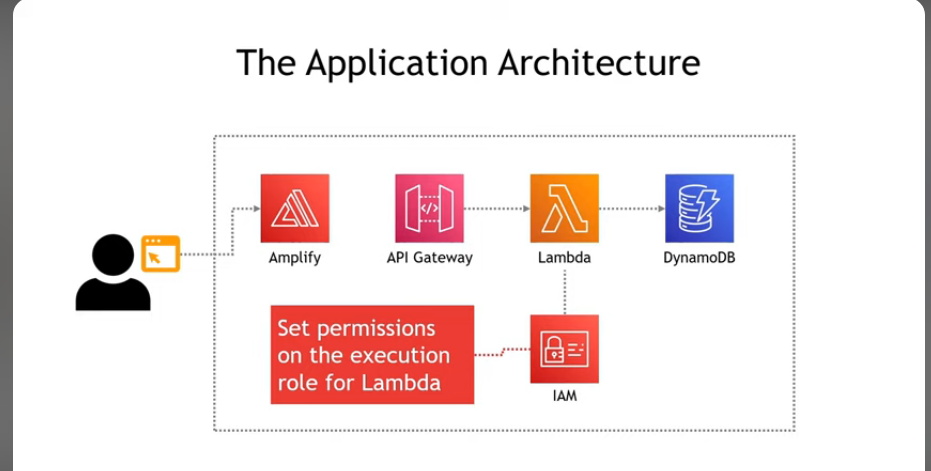 The Application Architecture
Amplify
API Gateway
</>
Lambda
DynamoDB
Set permissions
on the execution
role for Lambda
IAM